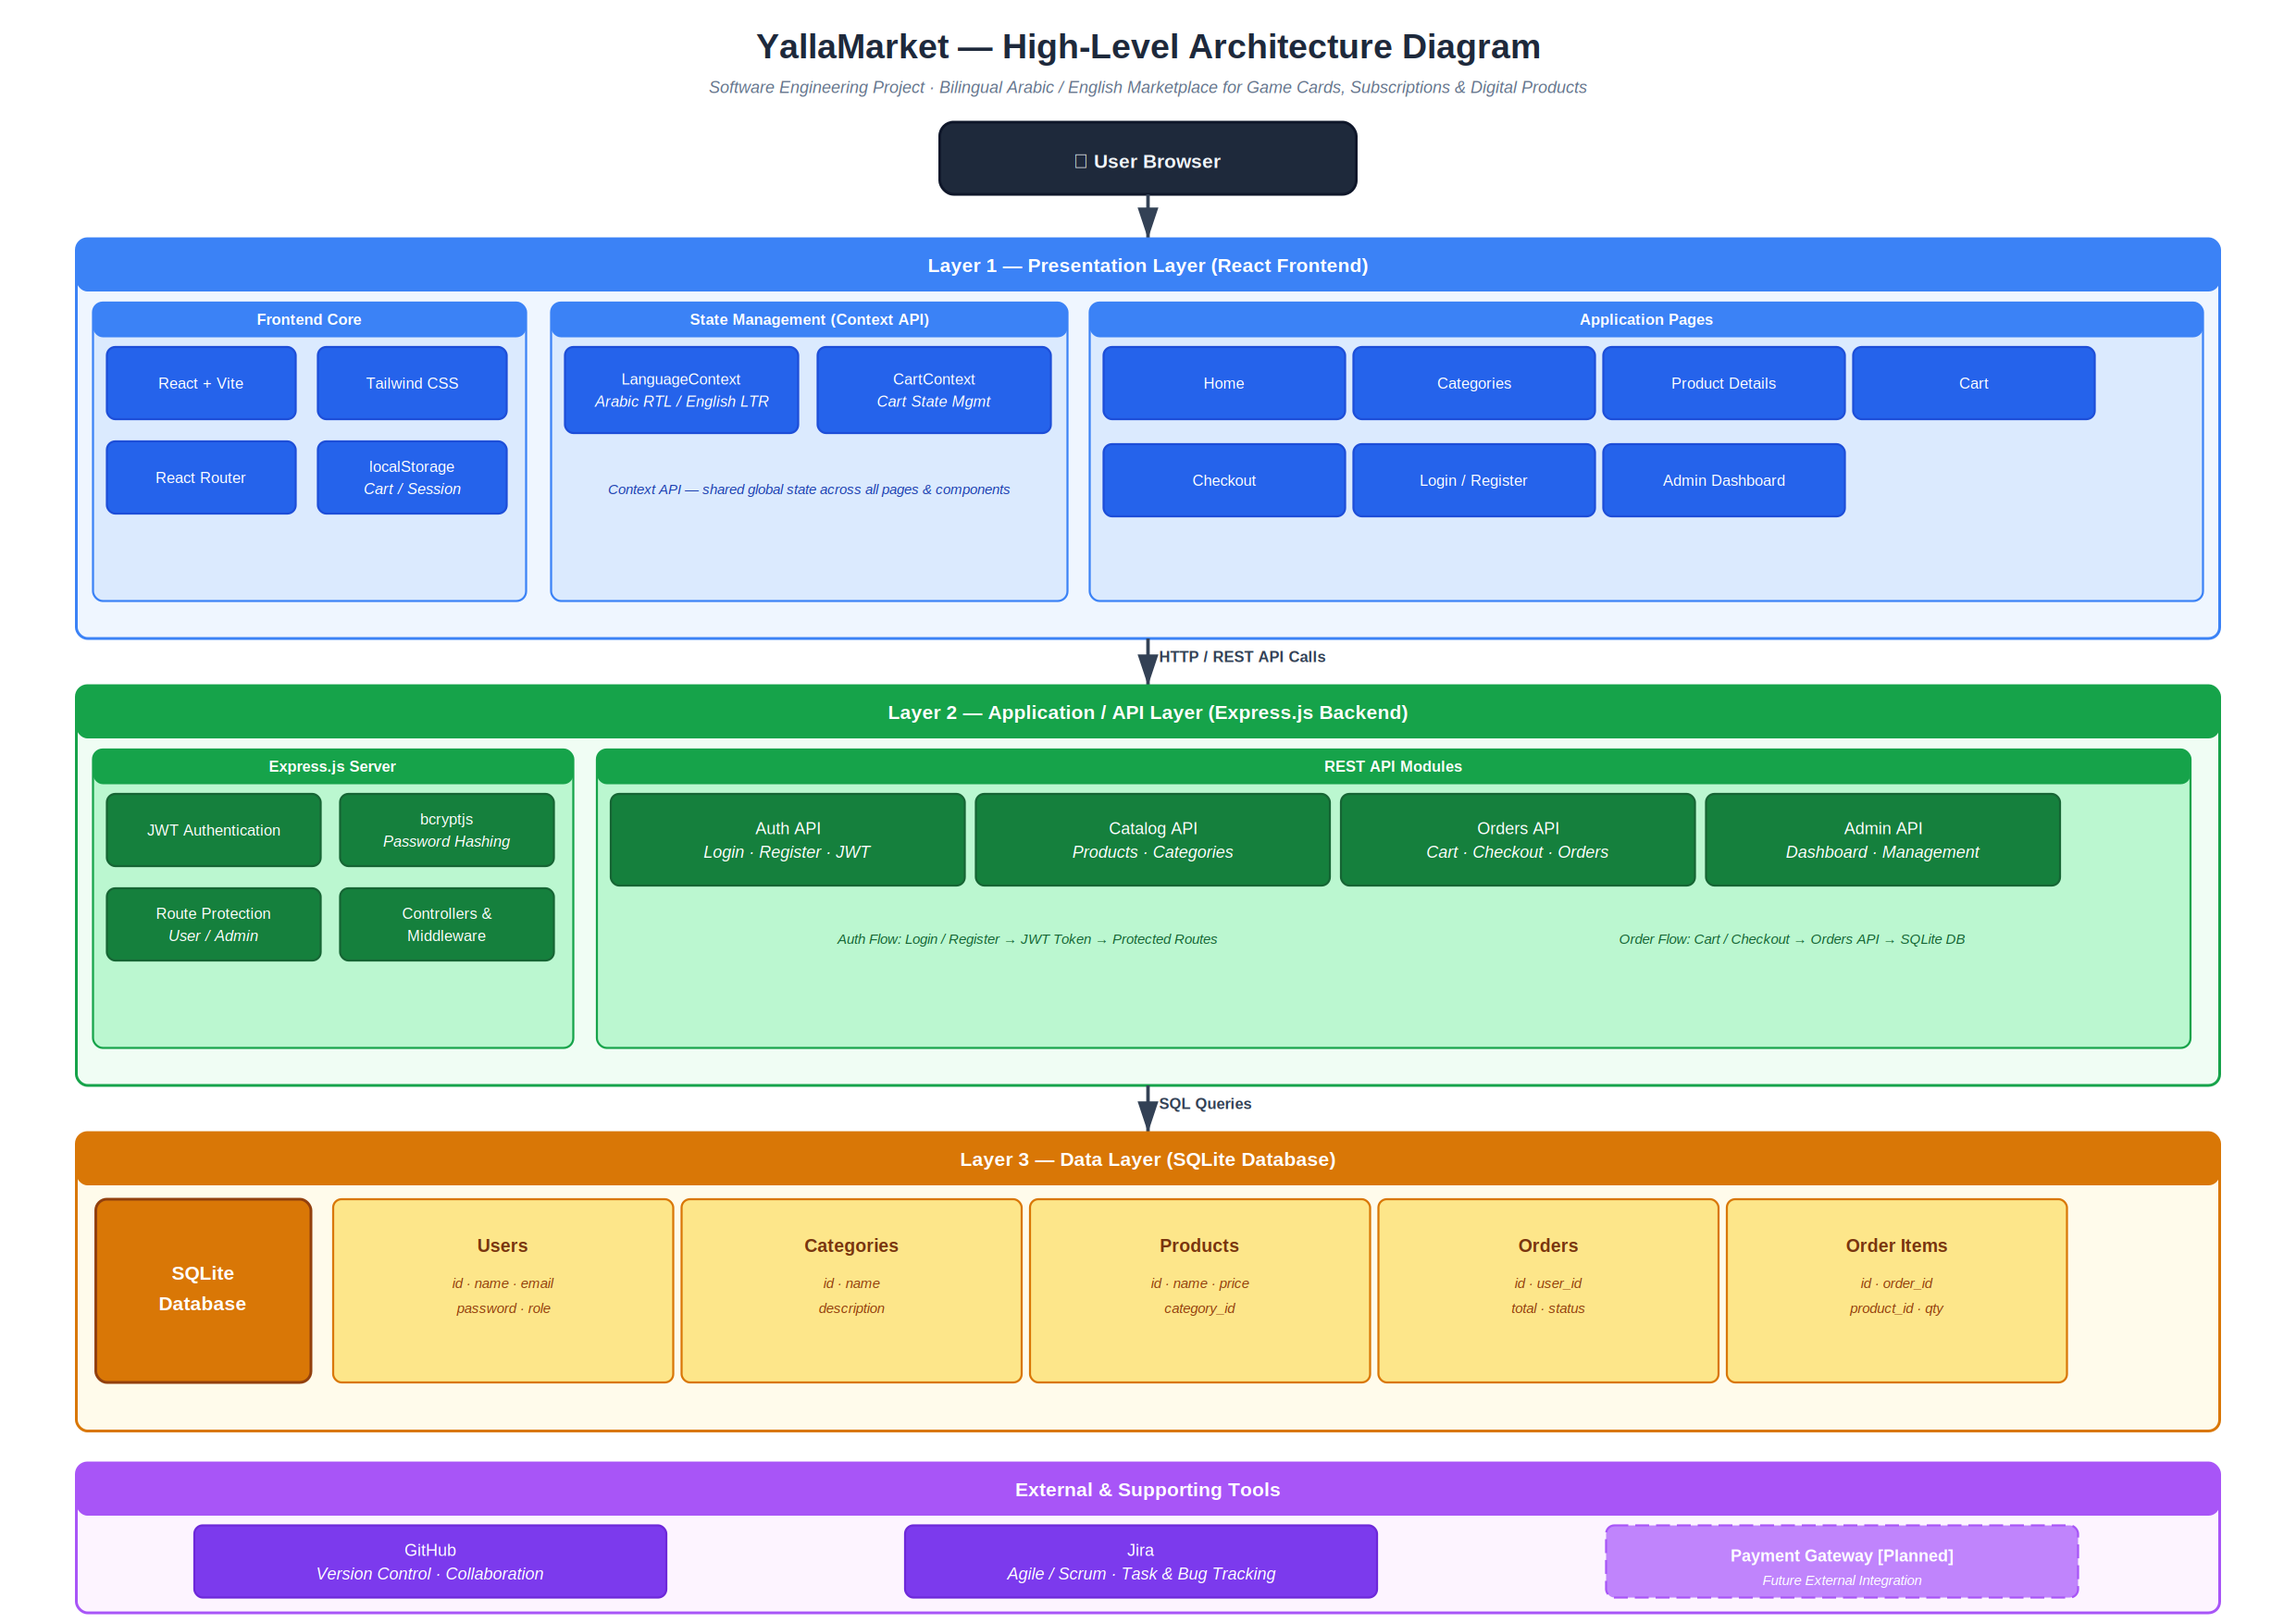 YallaMarket — High-Level Architecture Diagram
Software Engineering Project · Bilingual Arabic / English Marketplace for Game Cards, Subscriptions & Digital Products
User Browser
Layer 1 — Presentation Layer (React Frontend)
Frontend Core
React + Vite
Tailwind CSS
React Router
localStorage
Cart / Session
State Management (Context API)
LanguageContext
Arabic RTL / English LTR
CartContext
Cart State Mgmt
Context API — shared global state across all pages & components
Application Pages
Home
Categories
Product Details
Cart
Checkout
Login / Register
Admin Dashboard
HTTP / REST API Calls
Layer 2 — Application / API Layer (Express.js Backend)
Express.js Server
JWT Authentication
bcryptjs
Password Hashing
Route Protection
User / Admin
Controllers &
Middleware
REST API Modules
Auth API
Login · Register · JWT
Catalog API
Products · Categories
Orders API
Cart · Checkout · Orders
Admin API
Dashboard · Management
Auth Flow: Login / Register → JWT Token → Protected Routes
Order Flow: Cart / Checkout → Orders API → SQLite DB
SQL Queries
Layer 3 — Data Layer (SQLite Database)
SQLite
Database
Users
id · name · email
password · role
Categories
id · name
description
Products
id · name · price
category_id
Orders
id · user_id
total · status
Order Items
id · order_id
product_id · qty
External & Supporting Tools
GitHub
Version Control · Collaboration
Jira
Agile / Scrum · Task & Bug Tracking
Payment Gateway [Planned]
Future External Integration